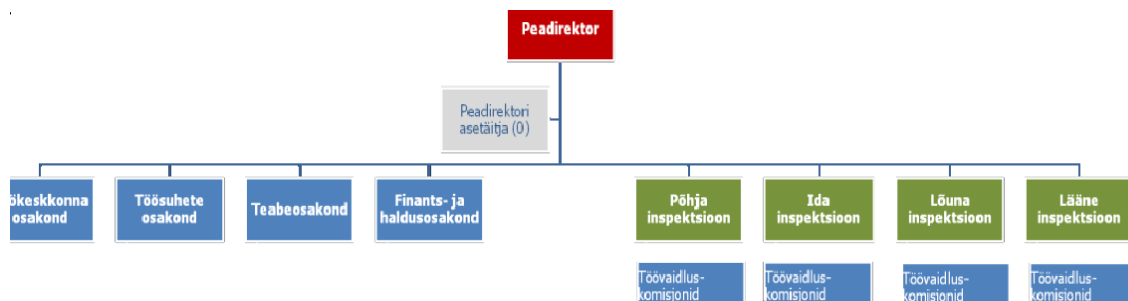 Peadirektor
Peadirektori
asetäitja (0)
osakond
Töösuhete
osakond
Teabeosakond
Finants- ja
haldusosakond
Põhja
inspektsioon
Ida
inspektsioon
Lõuna
inspektsioon
Lääne
inspektsioon
Töövaidlus-
komisjonid
Töövaidlus-
komisjonid
Töövaidlus-
komisjonid
Töövaidlus-
komisjonid